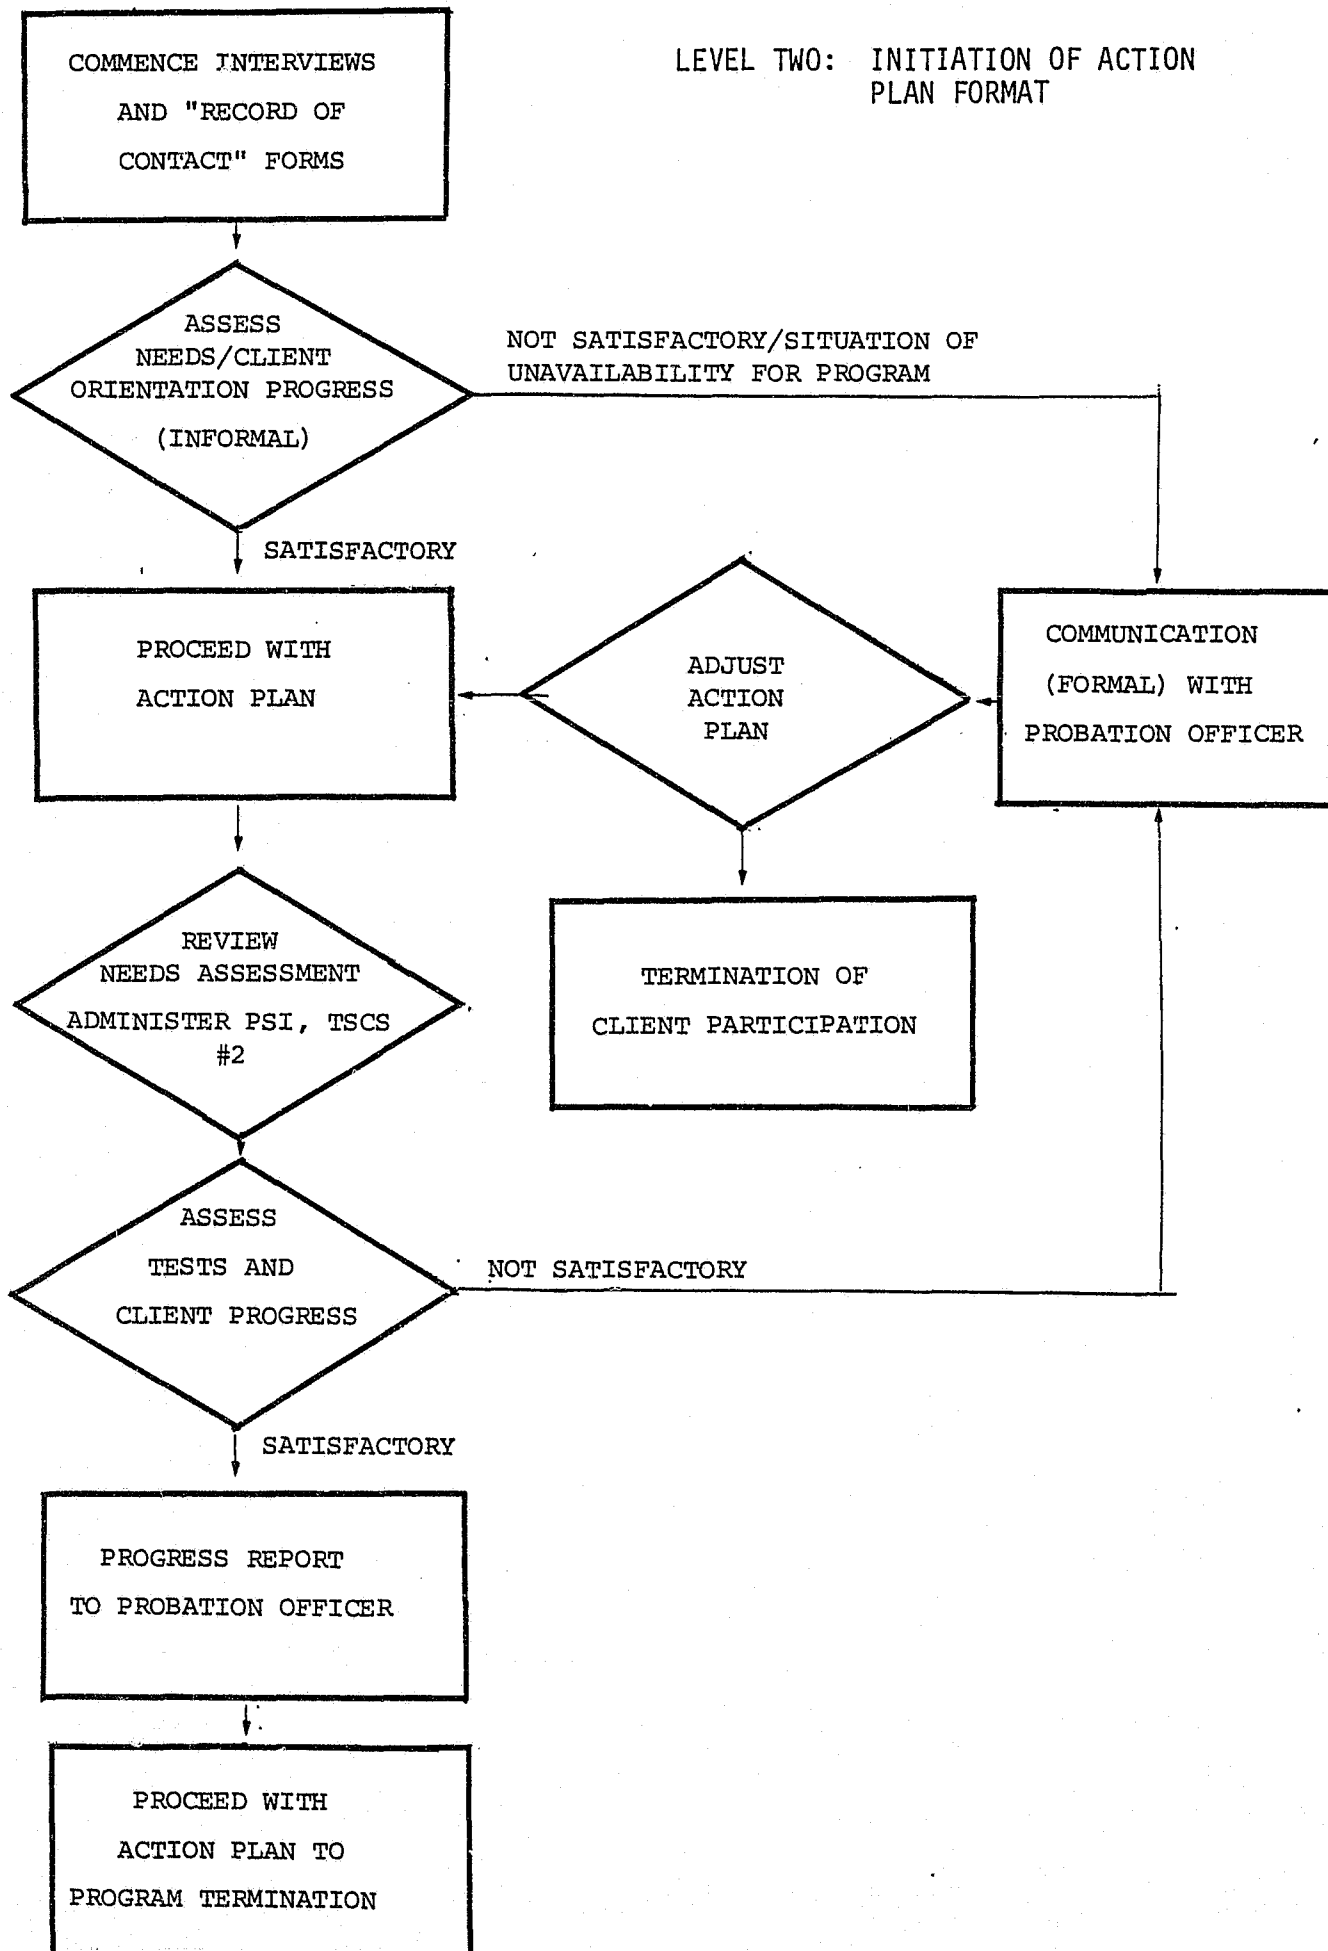 LEVEL TWO: INITIATION OF ACTION
PLAN FORMAT
COMMENCE INTERVIEWS
AND "RECORD OF
CONTACT" FORMS
ASSESS
NEEDS/CLIENT
ORIENTATION PROGRESS
(INFORMAL)
NOT SATISFACTORY/SITUATION OF
UNAVAILABILITY FOR PROGRAM
SATISFACTORY
PROCEED WITH
ACTION PLAN
ADJUST
ACTION
PLAN
COMMUNICATION
(FORMAL) WITH
PROBATION OFFICER
REVIEW
NEEDS ASSESSMENT
ADMINISTER PSI, TSCS
#2
TERMINATION OF
CLIENT PARTICIPATION
ASSESS
TESTS AND
CLIENT PROGRESS
NOT SATISFACTORY
SATISFACTORY
PROGRESS REPORT
TO PROBATION OFFICER
PROCEED WITH
ACTION PLAN TO
PROGRAM TERMINATION